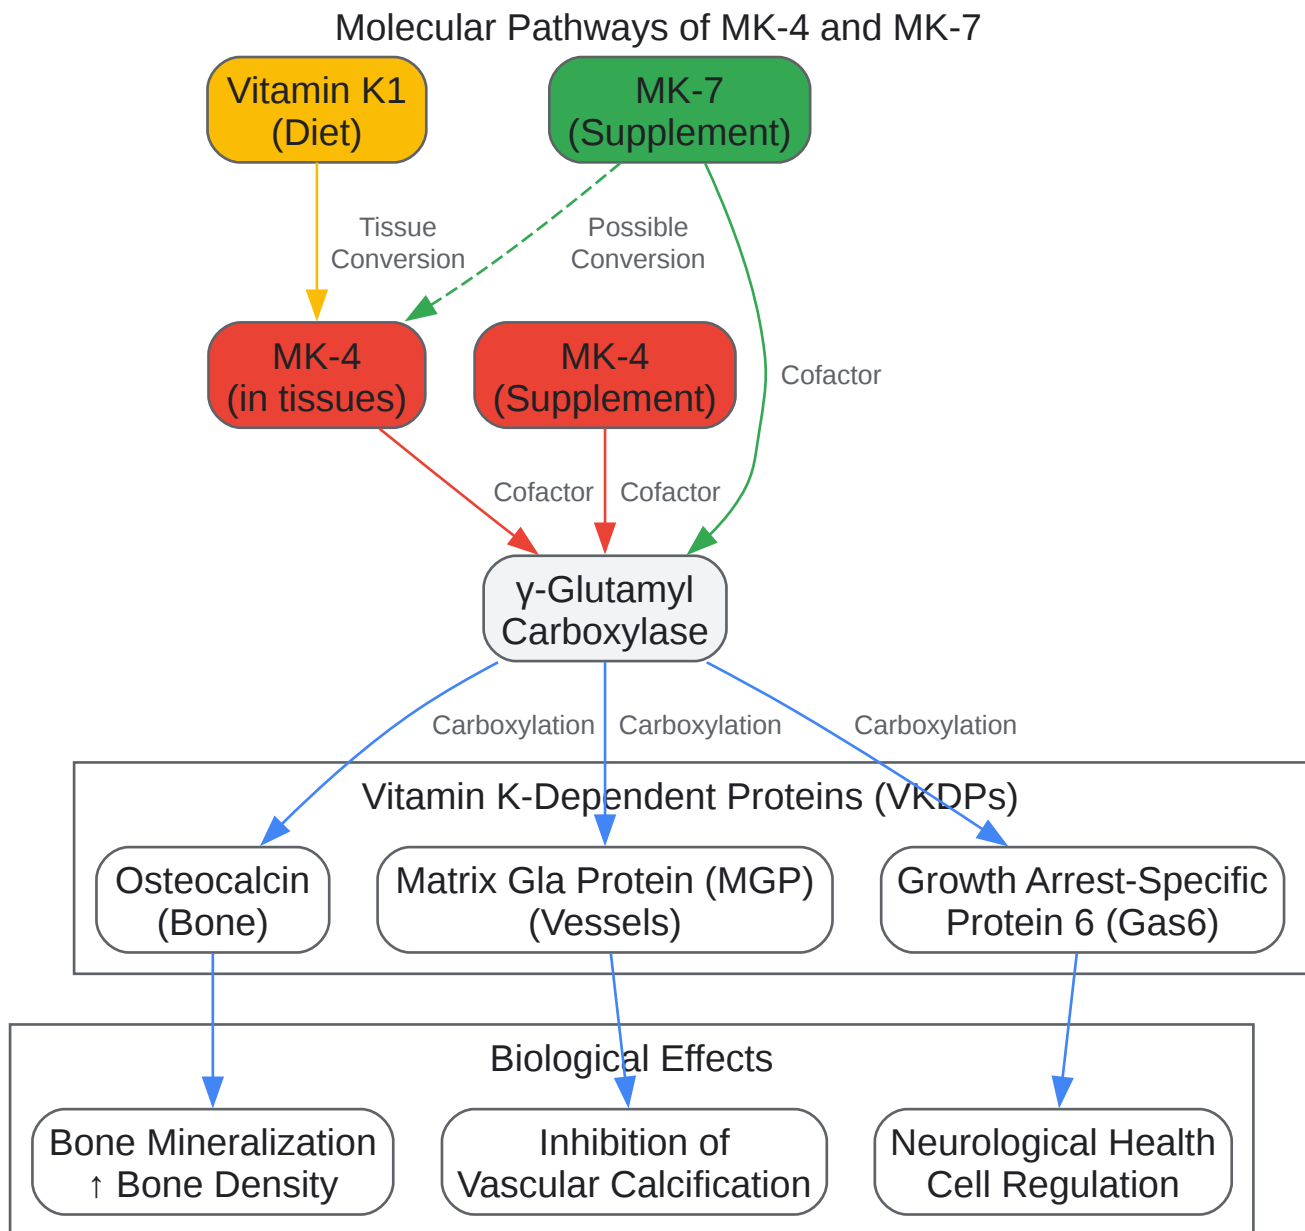 Molecular Pathways of MK-4 and MK-7
Vitamin K1
(Diet)
MK-7
(Supplement)
Tissue
Conversion
Possible
Conversion
MK-4
(in tissues)
MK-4
(Supplement)
Cofactor
Cofactor
Cofactor
γ-Glutamyl
Carboxylase
Carboxylation
Carboxylation
Carboxylation
Vitamin K-Dependent Proteins (VKDPs)
Osteocalcin
(Bone)
Matrix Gla Protein (MGP)
(Vessels)
Growth Arrest-Specific
Protein 6 (Gas6)
Biological Effects
Bone Mineralization
↑ Bone Density
Inhibition of
Vascular Calcification
Neurological Health
Cell Regulation